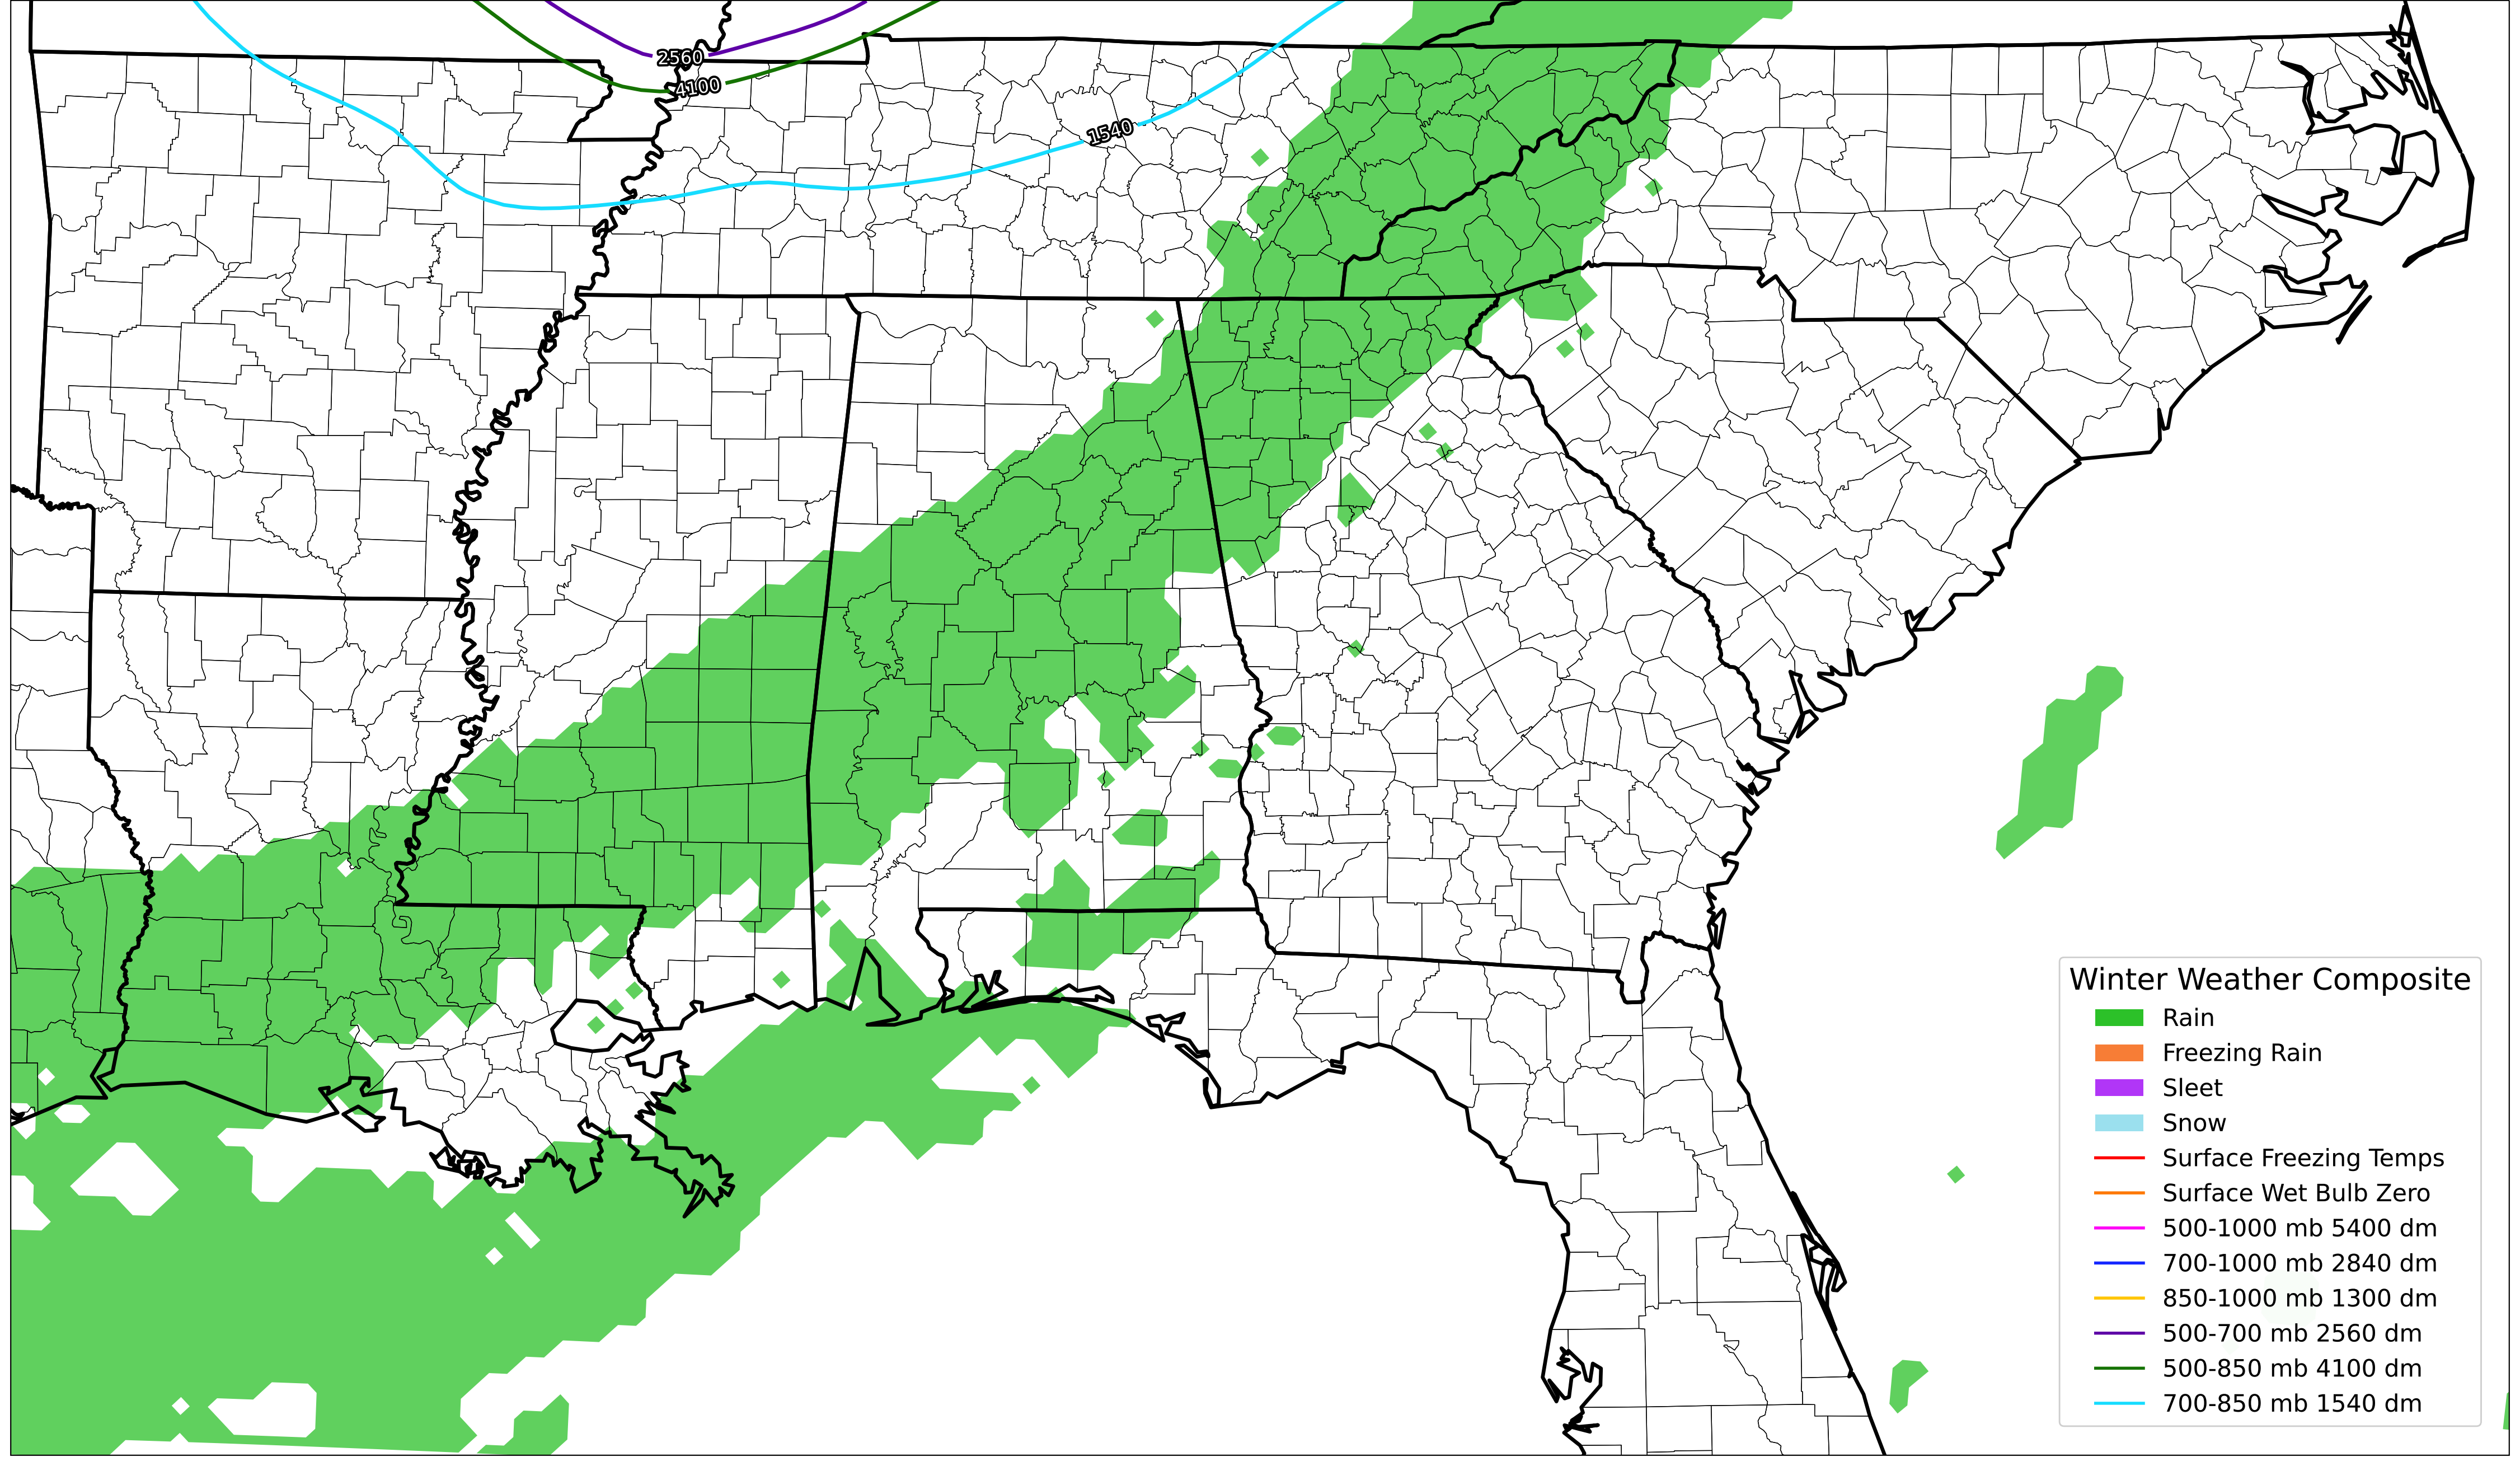 2560
4100
1540
Winter Weather Composite
Rain
Freezing Rain
Sleet
Snow
Surface Freezing Temps
Surface Wet Bulb Zero
500-1000 mb 5400 dm
700-1000 mb 2840 dm
850-1000 mb 1300 dm
500-700 mb 2560 dm
500-850 mb 4100 dm
700-850 mb 1540 dm